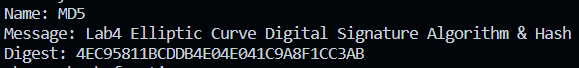 Name: MD5
Message: Lab4 Elliptic Curve Digital Signature Algorithm & Hash
Digest: 4EC95811BCDDB4E04E041C9A8F1CC3AB